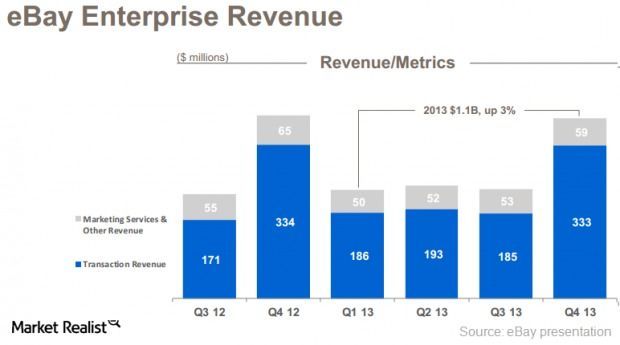 eBay Enterprise Revenue
($ millions)
Revenue/Metrics
2013 $1.1B, up 3%
65
59
55
50
52
53
334
333
171
186
193
185
Marketing Services &
Other Revenue
Transaction Revenue
Q3 12
Q4 12
Q1 13
Q2 13
Q3 13
Q4 13
Market Realist
Source: eBay presentation